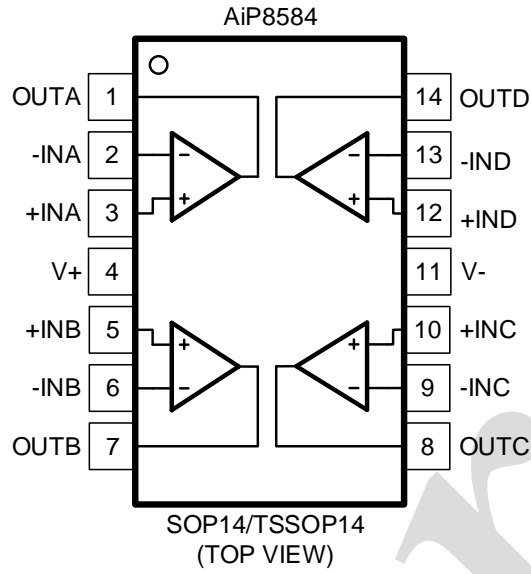 AiP8584
OUTA 1 14 OUTD
-INA 2 − − 13 -IND
+INA 3 + + 12 +IND
V+ 4 11 V-
+INB 5 + + 10 +INC
-INB 6 − − 9 -INC
OUTB 7 8 OUTC
SOP14/TSSOP14
(TOP VIEW)